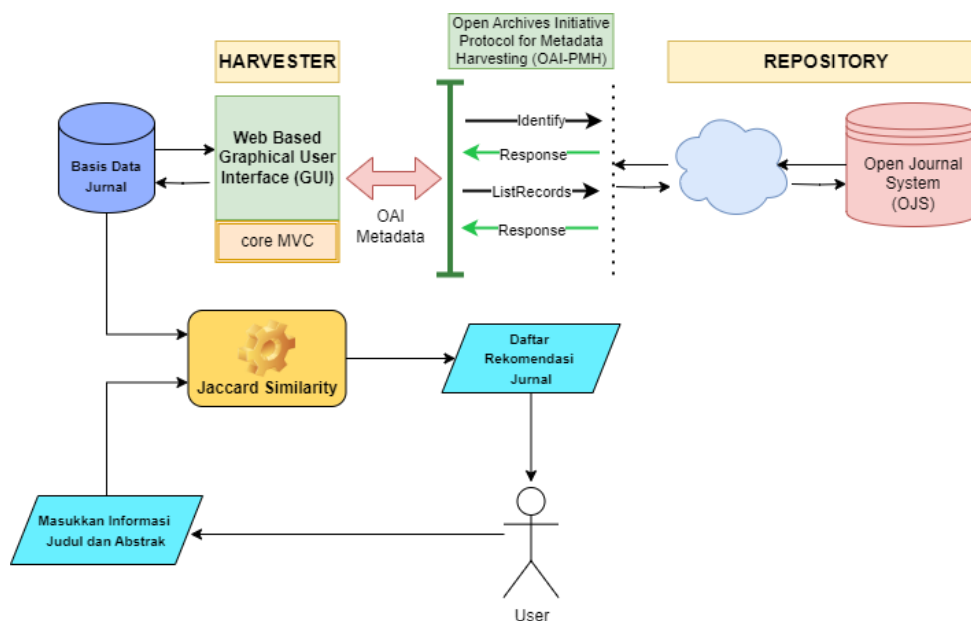 Open Archives Initiative
Protocol for Metadata
Harvesting (OAI-PMH)
HARVESTER
REPOSITORY
Basis Data
Jurnal
Web Based
Graphical User
Interface (GUI)
core MVC
OAI
Metadata
Identify
Response
ListRecords
Response
Open Journal
System
(OJS)
Jaccard Similarity
Daftar
Rekomendasi
Jurnal
Masukkan Informasi
Judul dan Abstrak
User